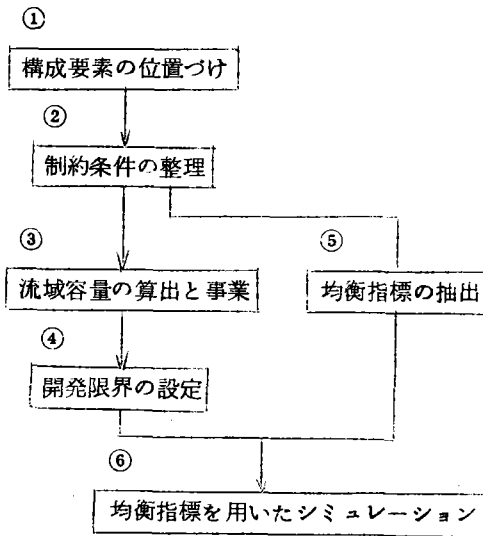 ①
構成要素の位置づけ
②
制約条件の整理
③
⑤
流域容量の算出と事業
均衡指標の抽出
④
開発限界の設定
⑥
均衡指標を用いたシミュレーション